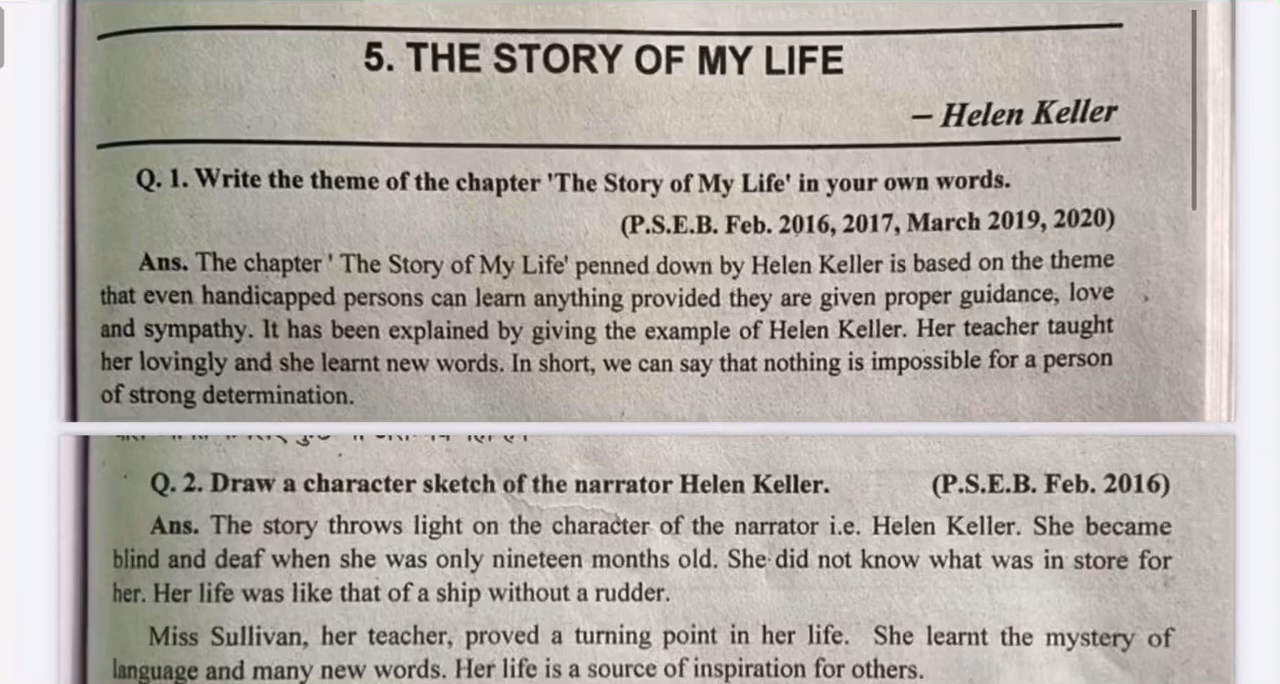 5. THE STORY OF MY LIFE
– Helen Keller
Q. 1. Write the theme of the chapter 'The Story of My Life' in your own words.
(P.S.E.B. Feb. 2016, 2017, March 2019, 2020)
Ans. The chapter ' The Story of My Life' penned down by Helen Keller is based on the theme
that even handicapped persons can learn anything provided they are given proper guidance, love
and sympathy. It has been explained by giving the example of Helen Keller. Her teacher taught
her lovingly and she learnt new words. In short, we can say that nothing is impossible for a person
of strong determination.
Q. 2. Draw a character sketch of the narrator Helen Keller. (P.S.E.B. Feb. 2016)
Ans. The story throws light on the character of the narrator i.e. Helen Keller. She became
blind and deaf when she was only nineteen months old. She did not know what was in store for
her. Her life was like that of a ship without a rudder.
Miss Sullivan, her teacher, proved a turning point in her life. She learnt the mystery of
language and many new words. Her life is a source of inspiration for others.